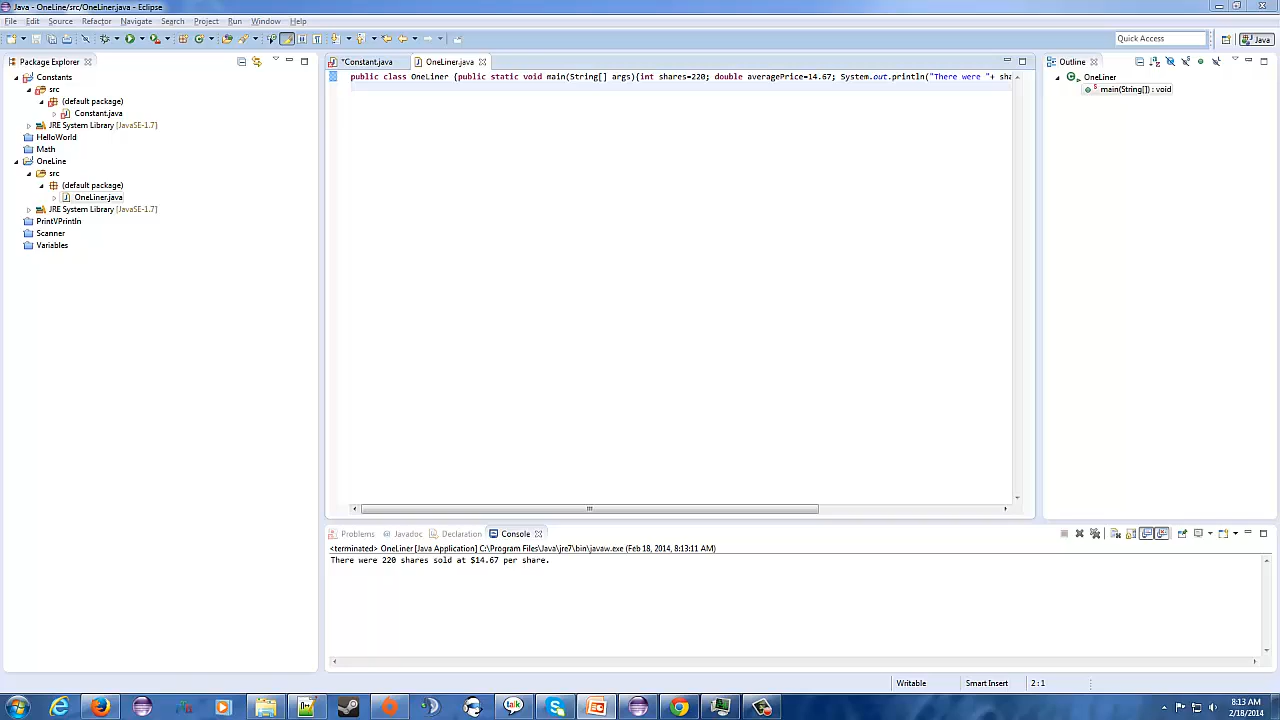 Java - OneLine/src/OneLiner.java - Eclipse
File Edit Source Refactor Navigate Search Project Run Window Help
Quick Access
Java
Package Explorer
*Constant.java
OneLiner.java
Outline
Constants
src
(default package)
Constant.java
JRE System Library [JavaSE-1.7]
HelloWorld
Math
OneLine
src
(default package)
OneLiner.java
JRE System Library [JavaSE-1.7]
PrintVPrintln
Scanner
Variables
public class OneLiner {public static void main(String[] args){int shares=220; double averagePrice=14.67; System.out.println("There were "+ sha
OneLiner
main(String[]) : void
Problems
Javadoc
Declaration
Console
<terminated> OneLiner [Java Application] C:\Program Files\Java\jre7\bin\javaw.exe (Feb 18, 2014, 8:13:11 AM)
There were 220 shares sold at $14.67 per share.
Writable
Smart Insert
2 : 1
8:13 AM
2/18/2014